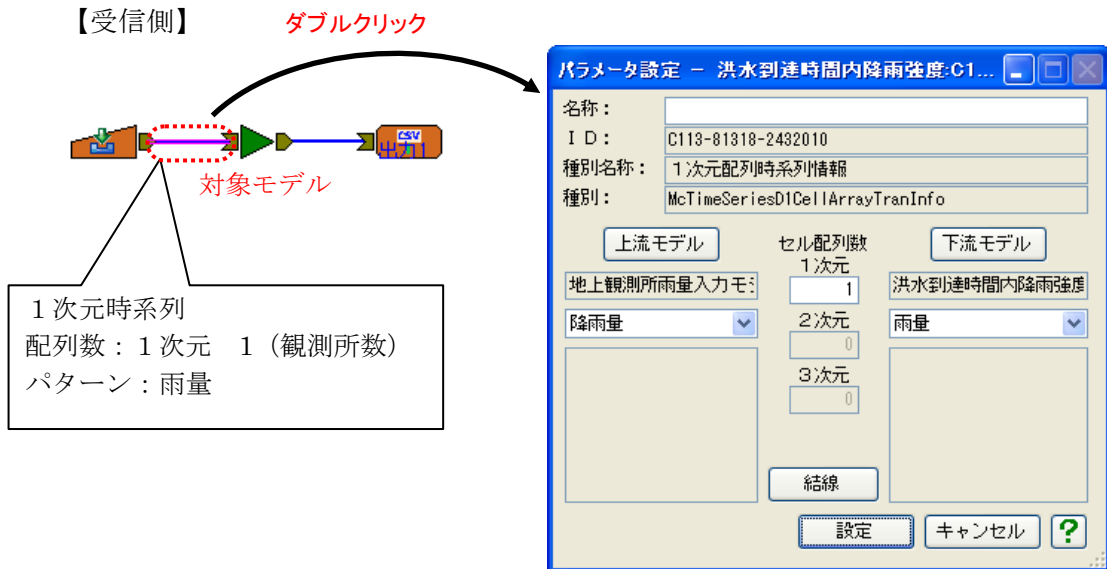 【受信側】
ダブルクリック
CSV
出力1
対象モデル
１次元時系列
配列数：１次元　１（観測所数）
パターン：雨量
パラメータ設定 － 洪水到達時間内降雨強度:C1...
名称：
ＩＤ：
C113-81318-2432010
種別名称：
１次元配列時系列情報
種別：
McTimeSeriesD1CellArrayTranInfo
上流モデル
セル配列数
下流モデル
１次元
地上観測所雨量入力モ
1
洪水到達時間内降雨強度
降雨量
２次元
雨量
0
３次元
0
結線
設定
キャンセル
?